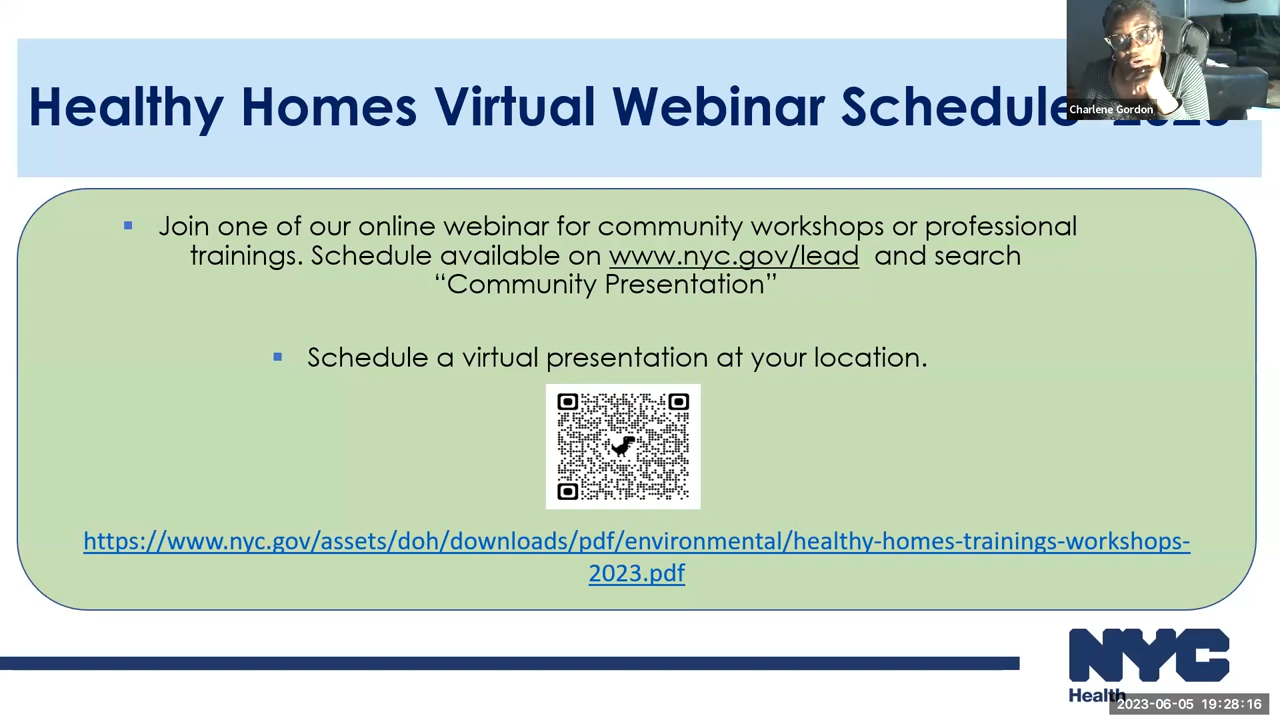 Healthy Homes Virtual Webinar Schedule
Charlene Gordon
▪ Join one of our online webinar for community workshops or professional
trainings. Schedule available on www.nyc.gov/lead and search
“Community Presentation”
▪ Schedule a virtual presentation at your location.
https://www.nyc.gov/assets/doh/downloads/pdf/environmental/healthy-homes-trainings-workshops-
2023.pdf
NYC
Health
2023-06-05 19:28:16